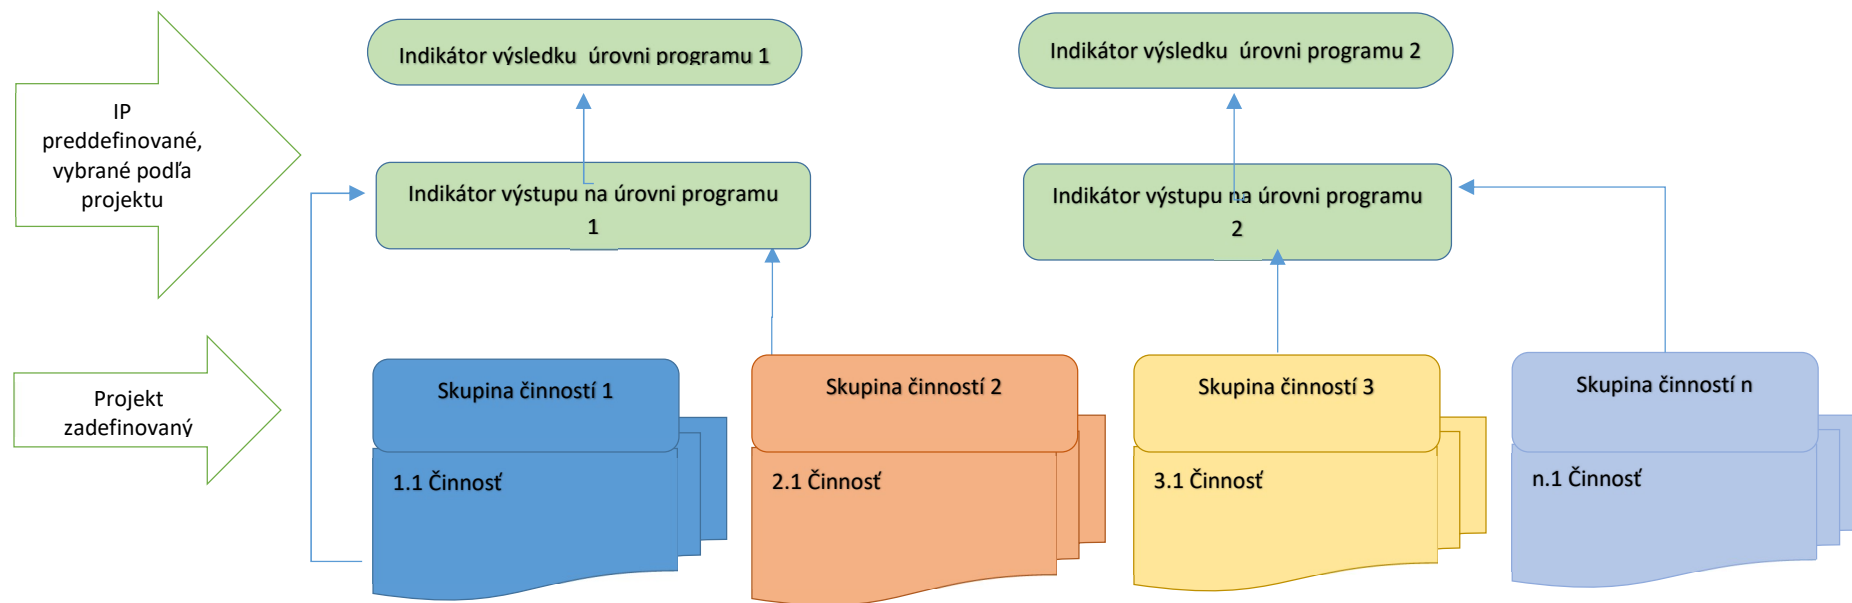 Indikátor výsledku  úrovni programu 1
Indikátor výsledku  úrovni programu 2
IP
preddefinované,
vybrané podľa
projektu
Indikátor výstupu na úrovni programu
1
Indikátor výstupu na úrovni programu
2
Projekt
zadefinovaný
Skupina činností 1
Skupina činností 2
Skupina činností 3
Skupina činností n
1.1 Činnosť
2.1 Činnosť
3.1 Činnosť
n.1 Činnosť